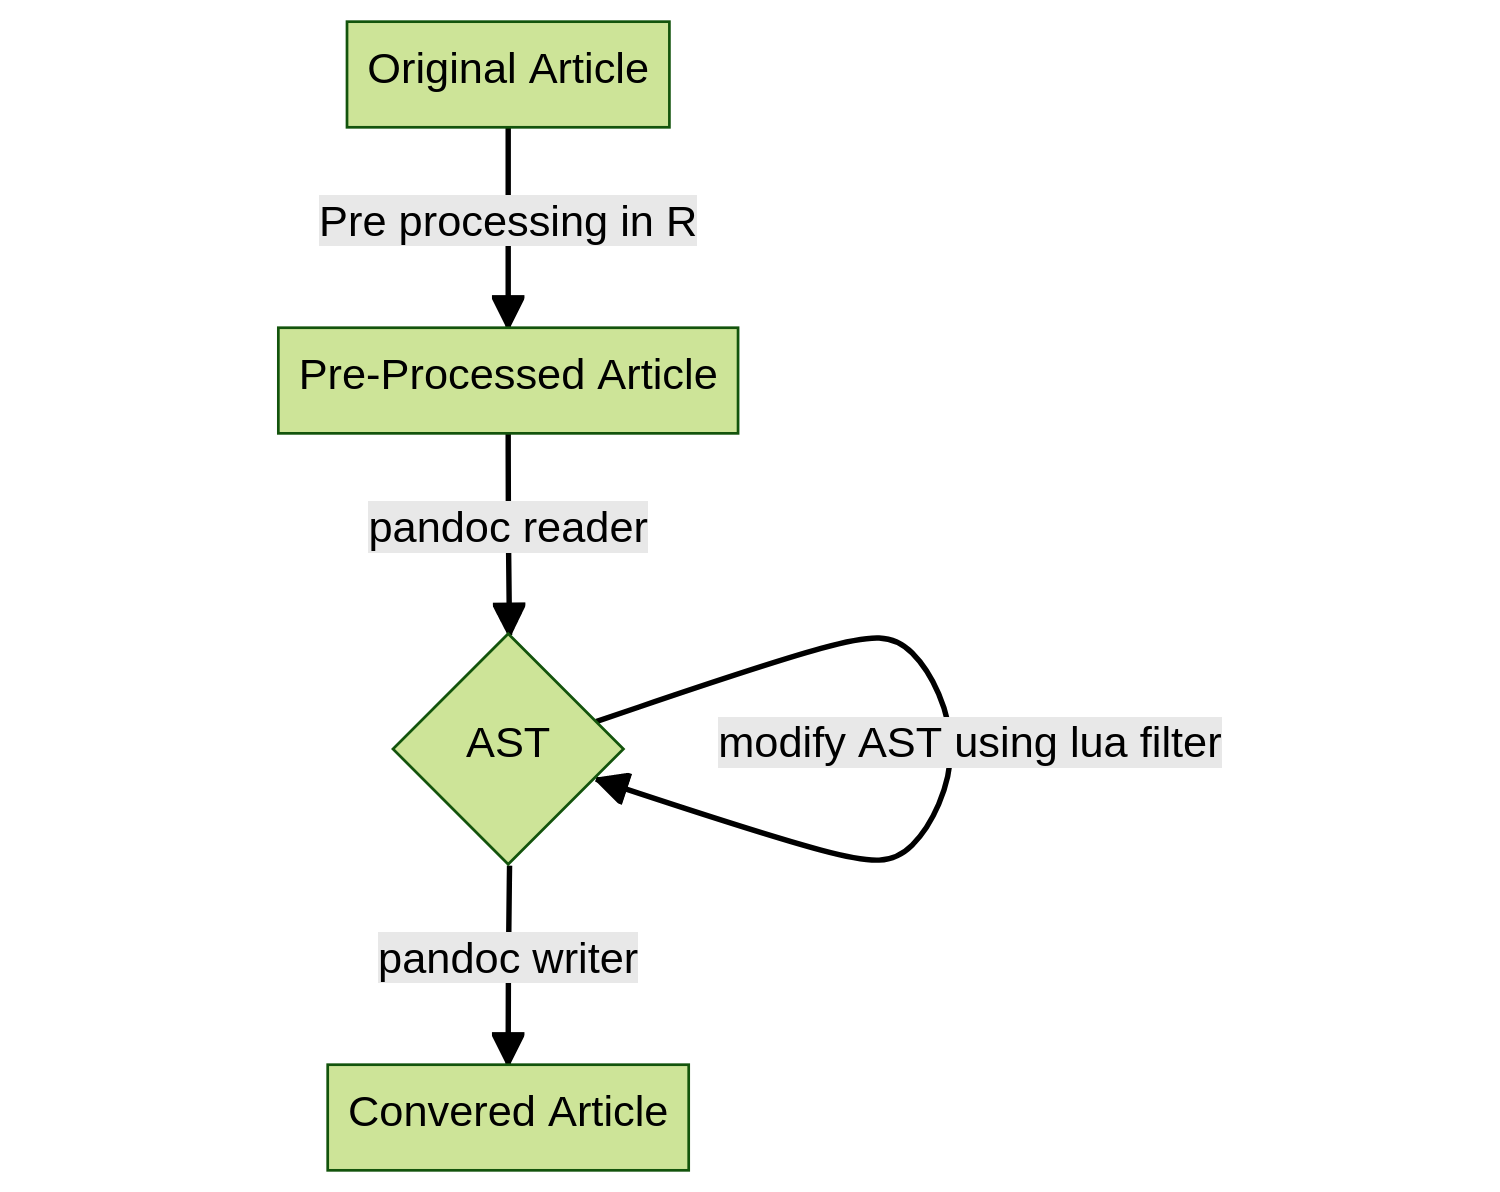 Original Article
Pre processing in R
Pre-Processed Article
pandoc reader
AST
modify AST using lua filter
pandoc writer
Convered Article